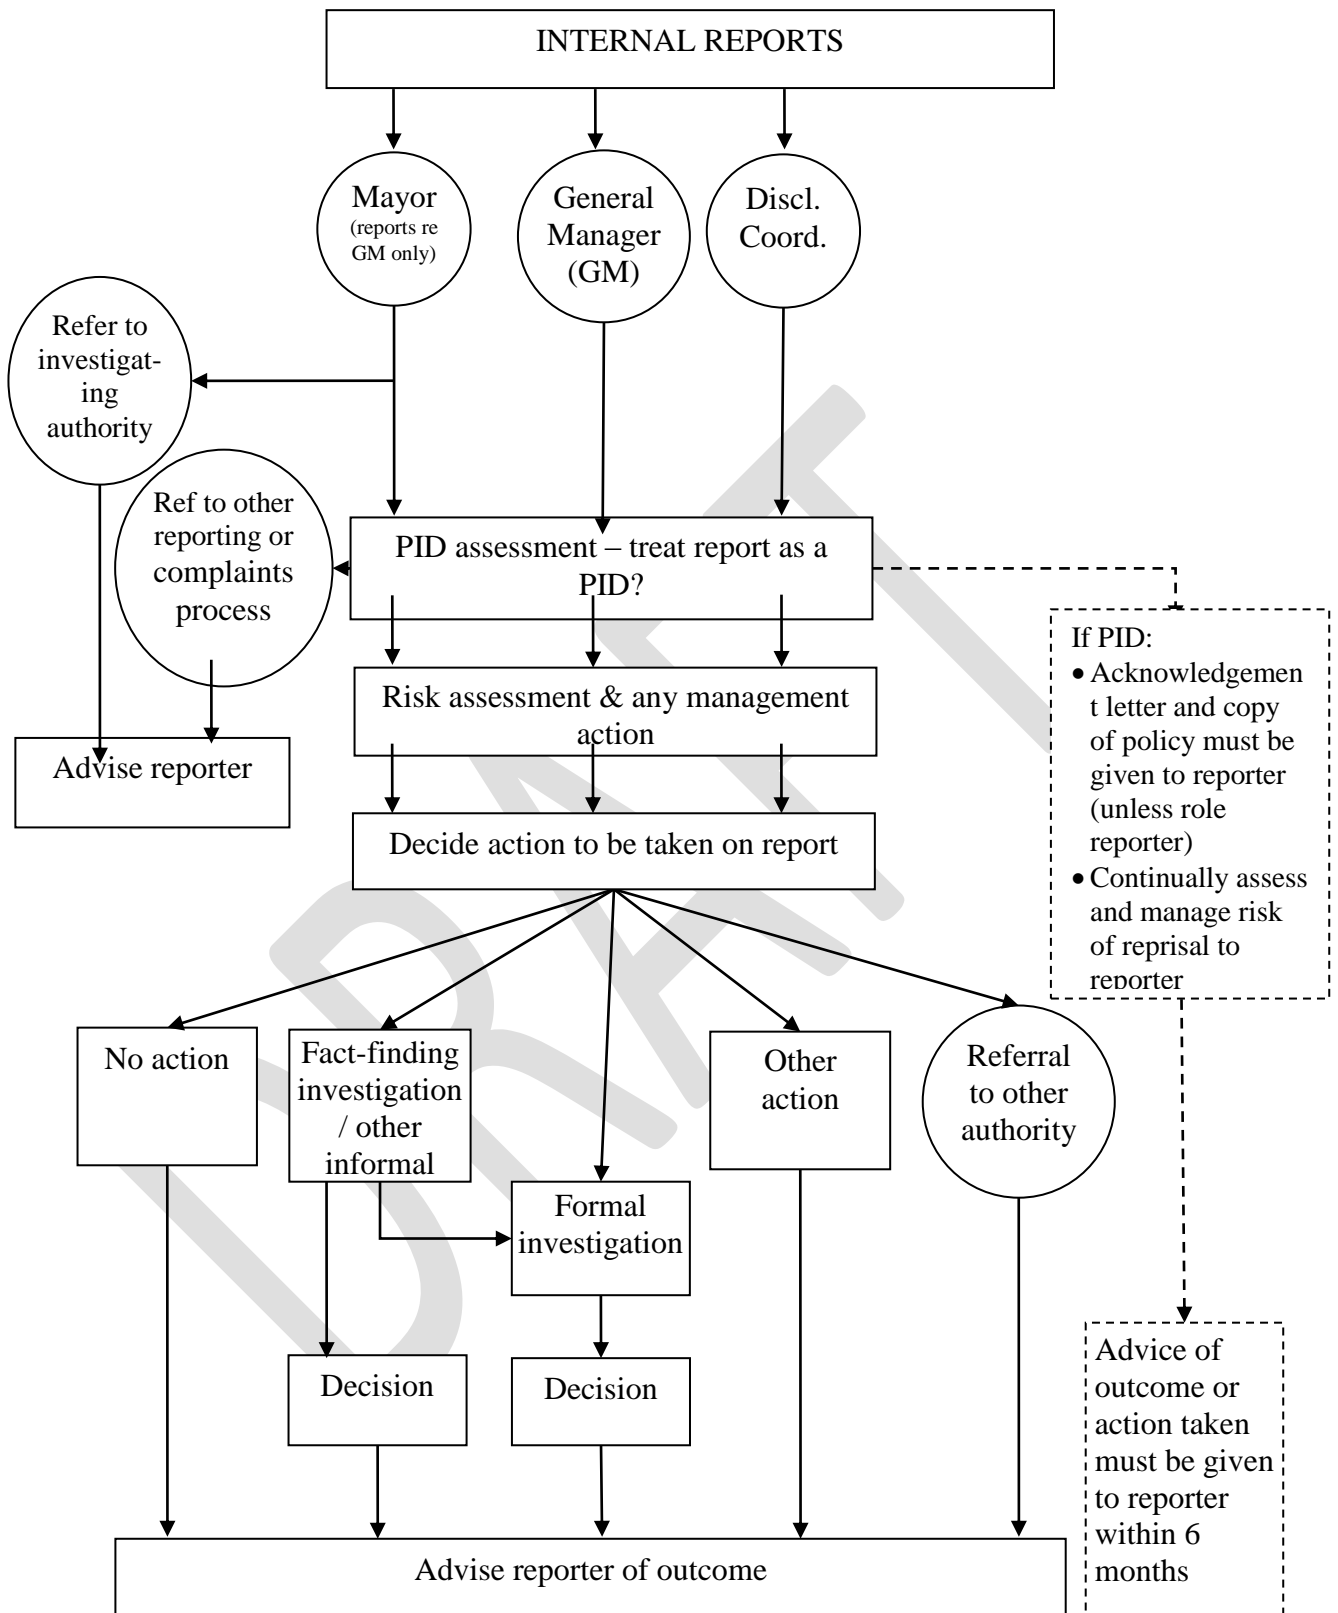 INTERNAL REPORTS
Mayor
(reports re
GM only)
General
Manager
(GM)
Discl.
Coord.
Refer to
investigat-
ing
authority
Ref to other
reporting or
complaints
process
PID assessment – treat report as a
PID?
If PID:
• Acknowledgemen
t letter and copy
of policy must be
given to reporter
(unless role
reporter)
• Continually assess
and manage risk
of reprisal to
reporter
Risk assessment & any management
action
Advise reporter
Decide action to be taken on report
No action
Fact-finding
investigation
/ other
informal
Other
action
Referral
to other
authority
Formal
investigation
Decision
Decision
Advice of
outcome or
action taken
must be given
to reporter
within 6
months
Advise reporter of outcome
DRAFT